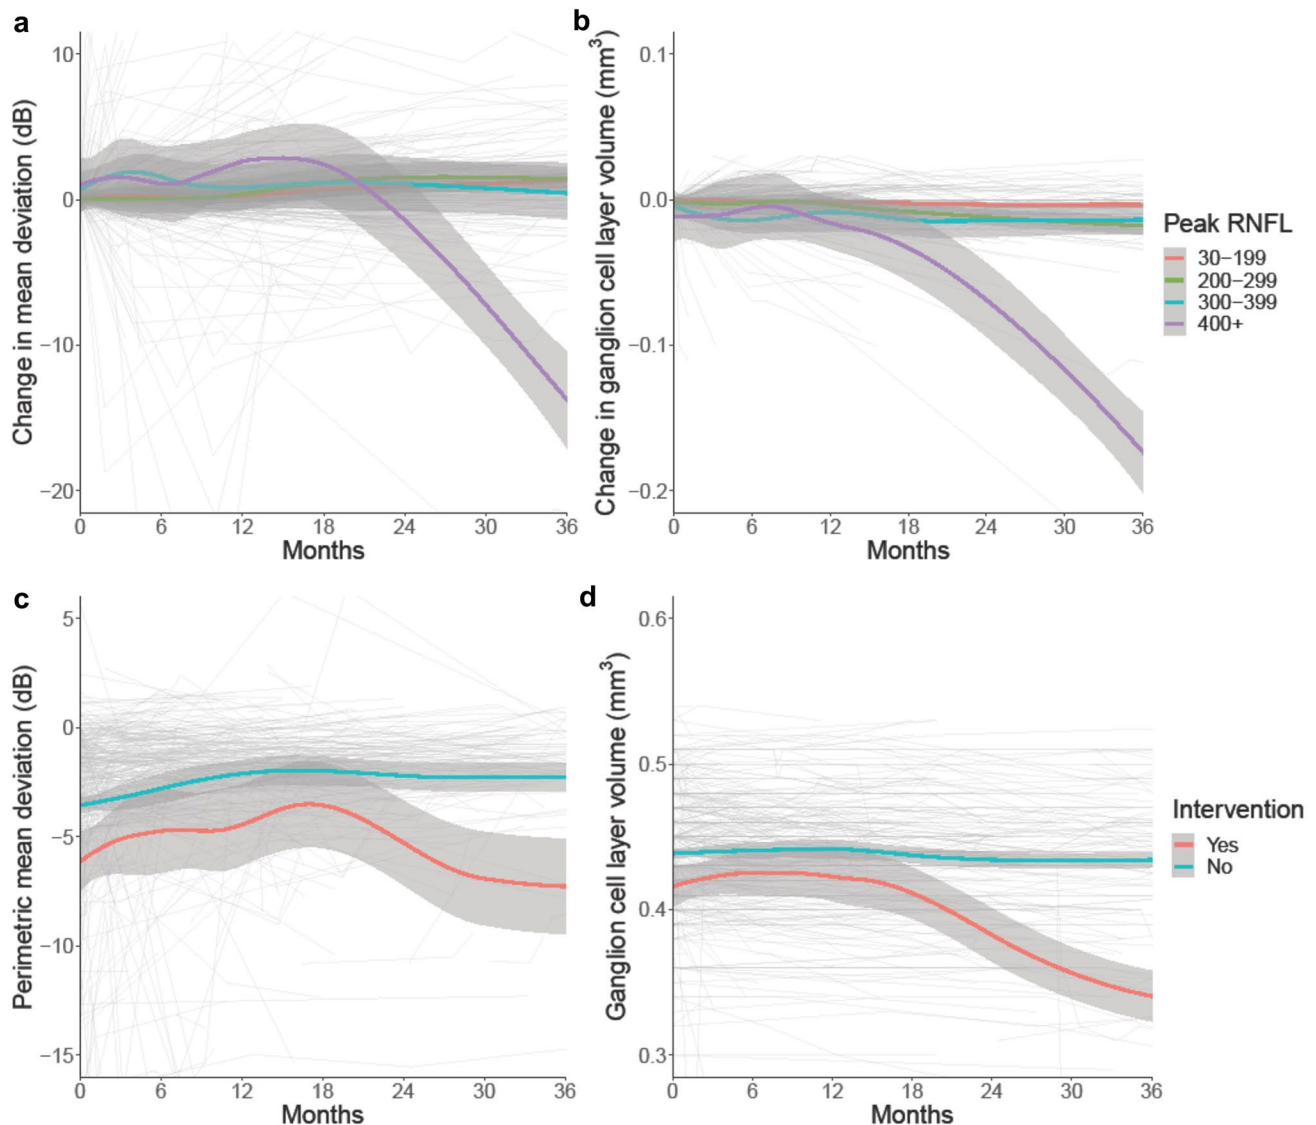 a
Change in mean deviation (dB)
10
0
−10
−20
0 6 12 18 24 30 36
Months
b
Change in ganglion cell layer volume (mm³)
0.1
0.0
−0.1
−0.2
0 6 12 18 24 30 36
Months
Peak RNFL
30−199
200−299
300−399
400+
c
Perimetric mean deviation (dB)
5
0
−5
−10
−15
0 6 12 18 24 30 36
Months
d
Ganglion cell layer volume (mm³)
0.6
0.5
0.4
0.3
0 6 12 18 24 30 36
Months
Intervention
Yes
No